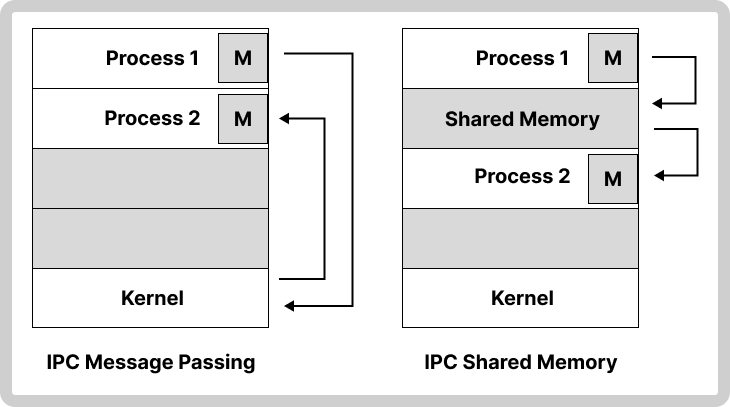 Process 1 M
Process 2 M
Kernel
IPC Message Passing
Process 1 M
Shared Memory
Process 2 M
Kernel
IPC Shared Memory